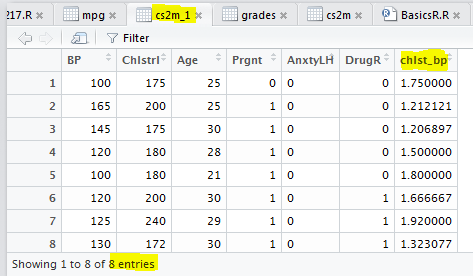 217.R mpg cs2m_1 grades cs2m BasicsR.R
Filter
BP Chlstrl Age Prgnt AnxtyLH DrugR chlst_bp
1 100 175 25 0 0 0 1.750000
2 165 200 25 1 0 0 1.212121
3 145 175 30 1 0 0 1.206897
4 120 180 28 1 0 0 1.500000
5 100 180 21 1 0 0 1.800000
6 120 200 30 1 0 1 1.666667
7 125 240 29 1 0 1 1.920000
8 130 172 30 1 0 1 1.323077
Showing 1 to 8 of 8 entries